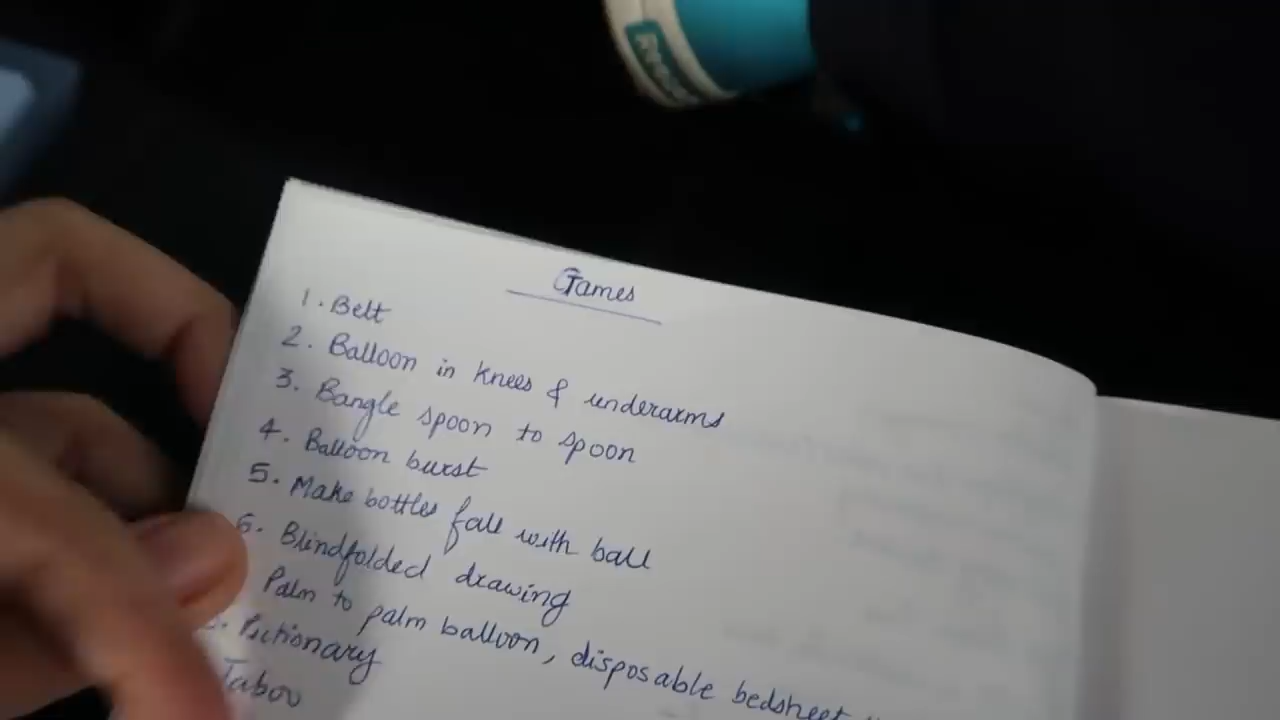 Games
1. Belt
2. Balloon in knees & underarms
3. Bangle spoon to spoon
4. Balloon burst
5. Make bottles fall with ball
6. Blindfolded drawing
Palm to palm balloon, disposable bedsheet
Pictionary
Taboo